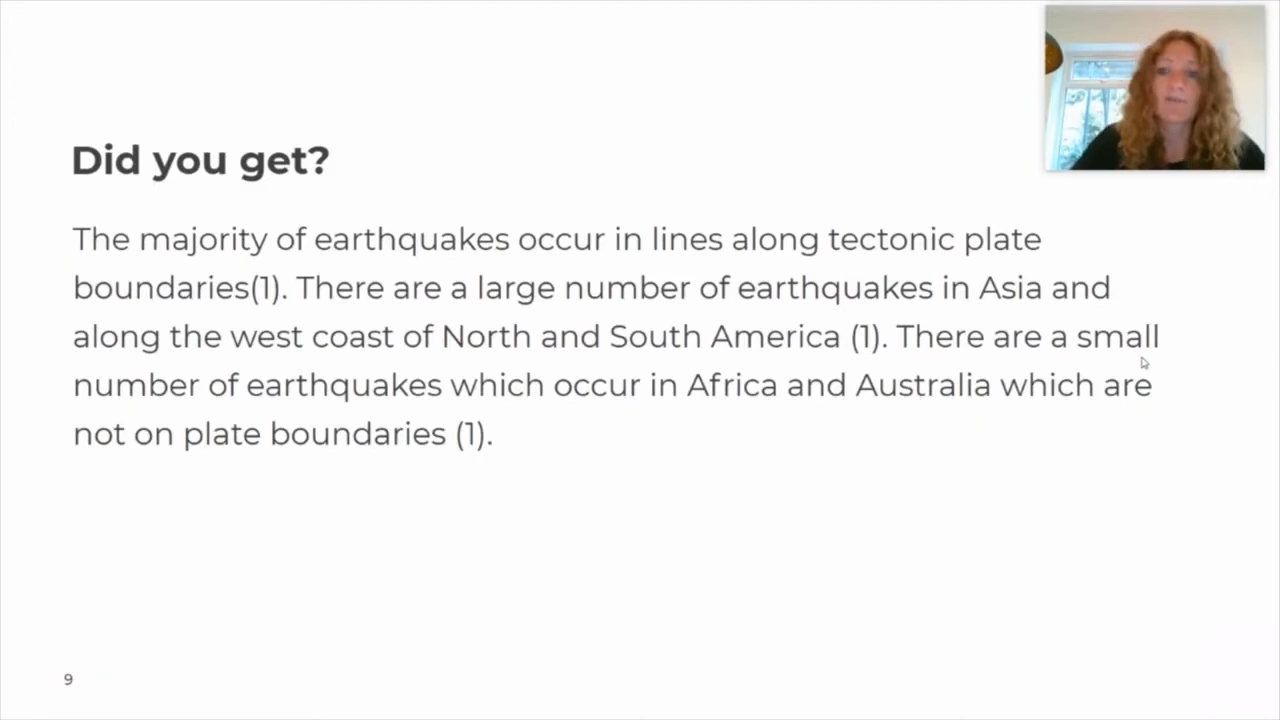 Did you get?
The majority of earthquakes occur in lines along tectonic plate
boundaries(1). There are a large number of earthquakes in Asia and
along the west coast of North and South America (1). There are a small
number of earthquakes which occur in Africa and Australia which are
not on plate boundaries (1).
9